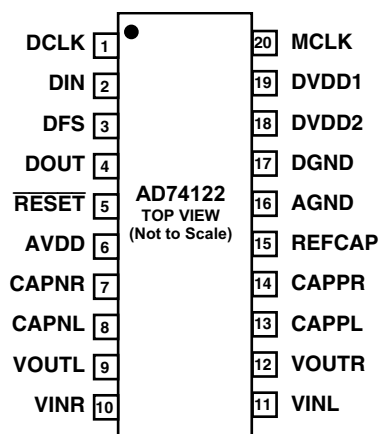 DCLK 1 20 MCLK
DIN 2 19 DVDD1
DFS 3 18 DVDD2
DOUT 4 17 DGND
RESET 5 AD74122 16 AGND
TOP VIEW
AVDD 6 (Not to Scale) 15 REFCAP
CAPNR 7 14 CAPPR
CAPNL 8 13 CAPPL
VOUTL 9 12 VOUTR
VINR 10 11 VINL